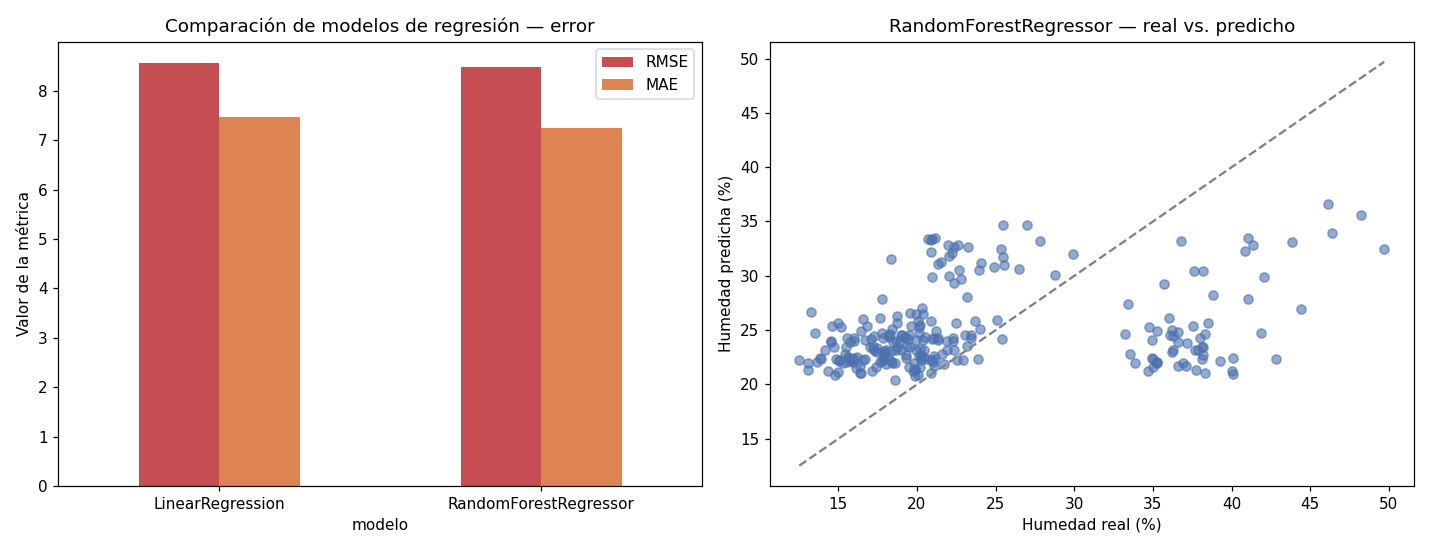 Comparación de modelos de regresión — error
RMSE
MAE
Valor de la métrica
8
7
6
5
4
3
2
1
0
LinearRegression
RandomForestRegressor
modelo
RandomForestRegressor — real vs. predicho
Humedad predicha (%)
50
45
40
35
30
25
20
15
15
20
25
30
35
40
45
50
Humedad real (%)